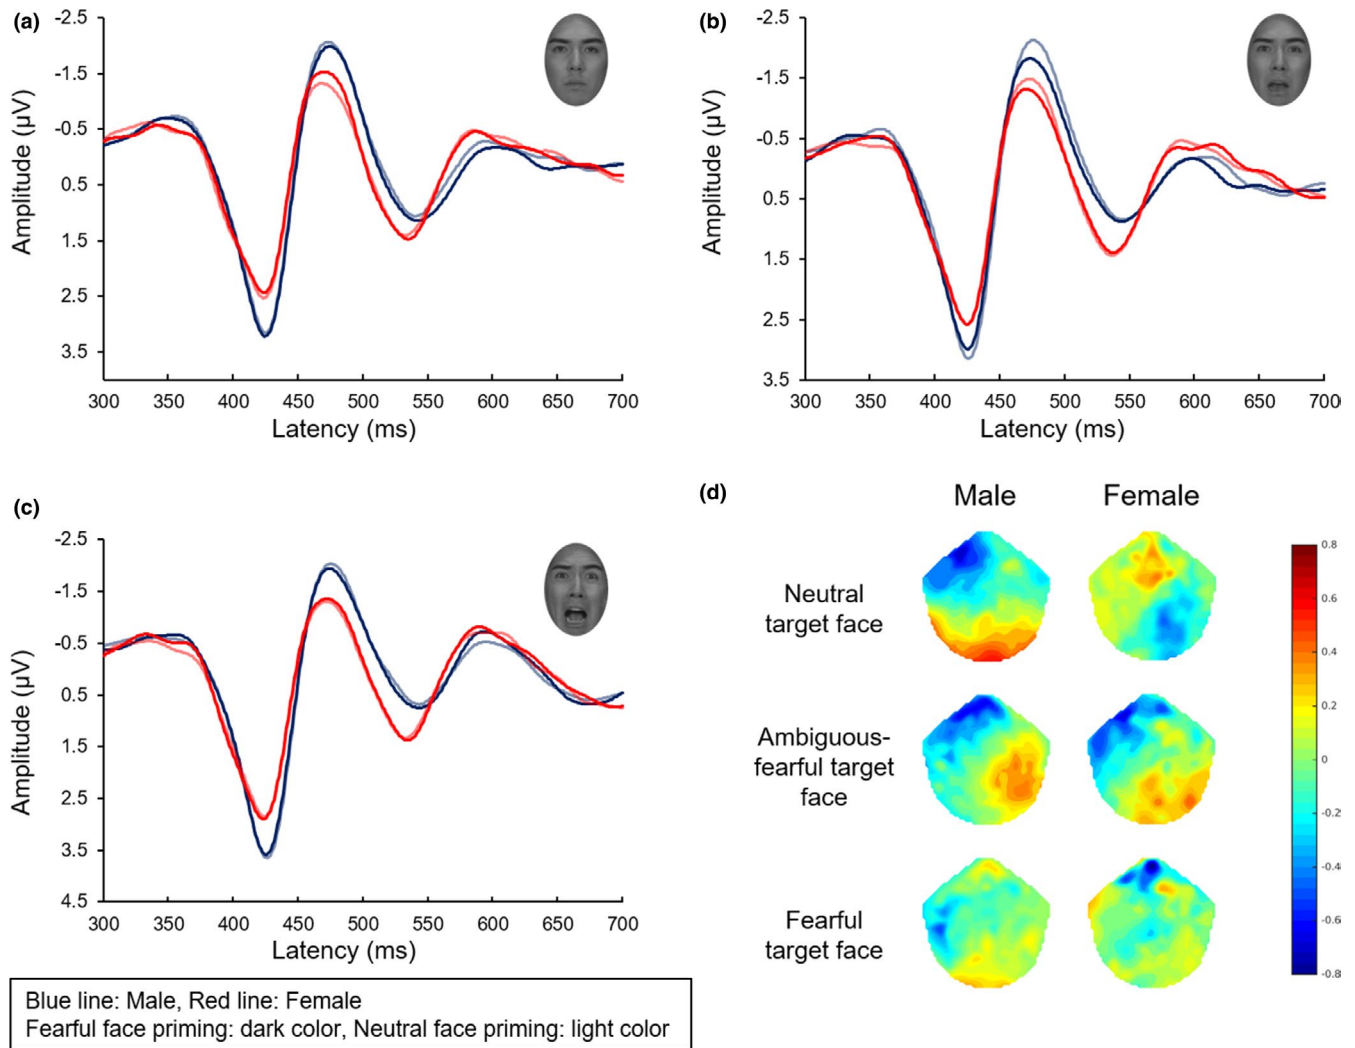 (a)
-2.5
-1.5
-0.5
0.5
1.5
2.5
3.5
Amplitude (µV)
300 350 400 450 500 550 600 650 700
Latency (ms)
(b)
-2.5
-1.5
-0.5
0.5
1.5
2.5
3.5
Amplitude (µV)
300 350 400 450 500 550 600 650 700
Latency (ms)
(c)
-2.5
-1.5
-0.5
0.5
1.5
2.5
3.5
4.5
Amplitude (µV)
300 350 400 450 500 550 600 650 700
Latency (ms)
Blue line: Male, Red line: Female
Fearful face priming: dark color, Neutral face priming: light color
(d)
Male Female
Neutral
target face
Ambiguous-
fearful target
face
Fearful
target face
0.8
0.6
0.4
0.2
0
-0.2
-0.4
-0.6
-0.8